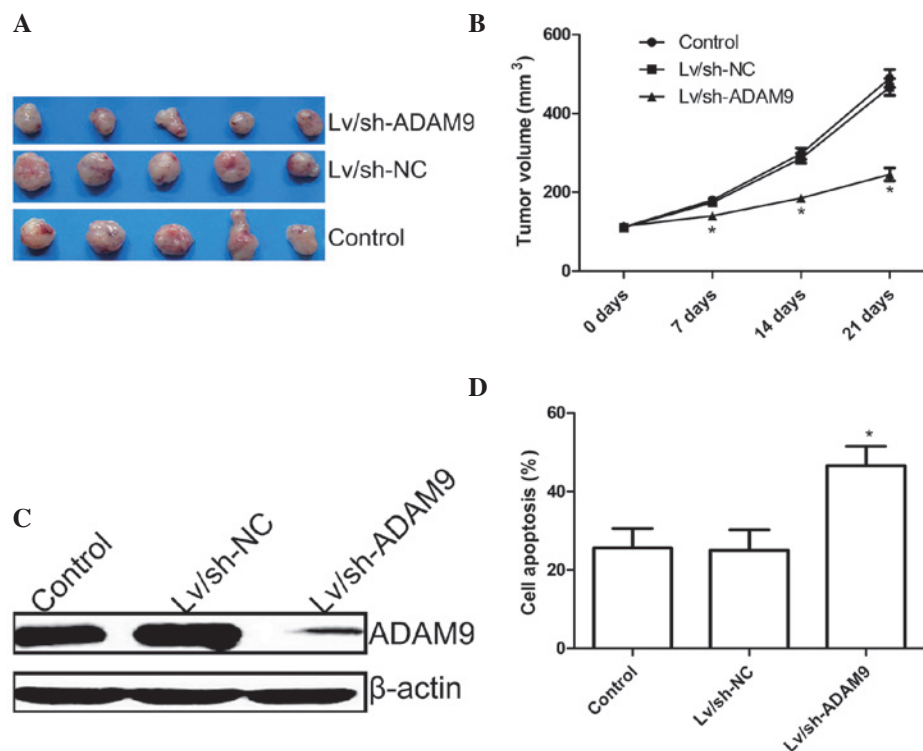 A
Lv/sh-ADAM9
Lv/sh-NC
Control
B
Tumor volume (mm³)
600
400
200
0
Control
Lv/sh-NC
Lv/sh-ADAM9
*
*
*
0 days
7 days
14 days
21 days
C
Control
Lv/sh-NC
Lv/sh-ADAM9
ADAM9
β-actin
D
Cell apoptosis (%)
60
40
20
0
*
Control
Lv/sh-NC
Lv/sh-ADAM9